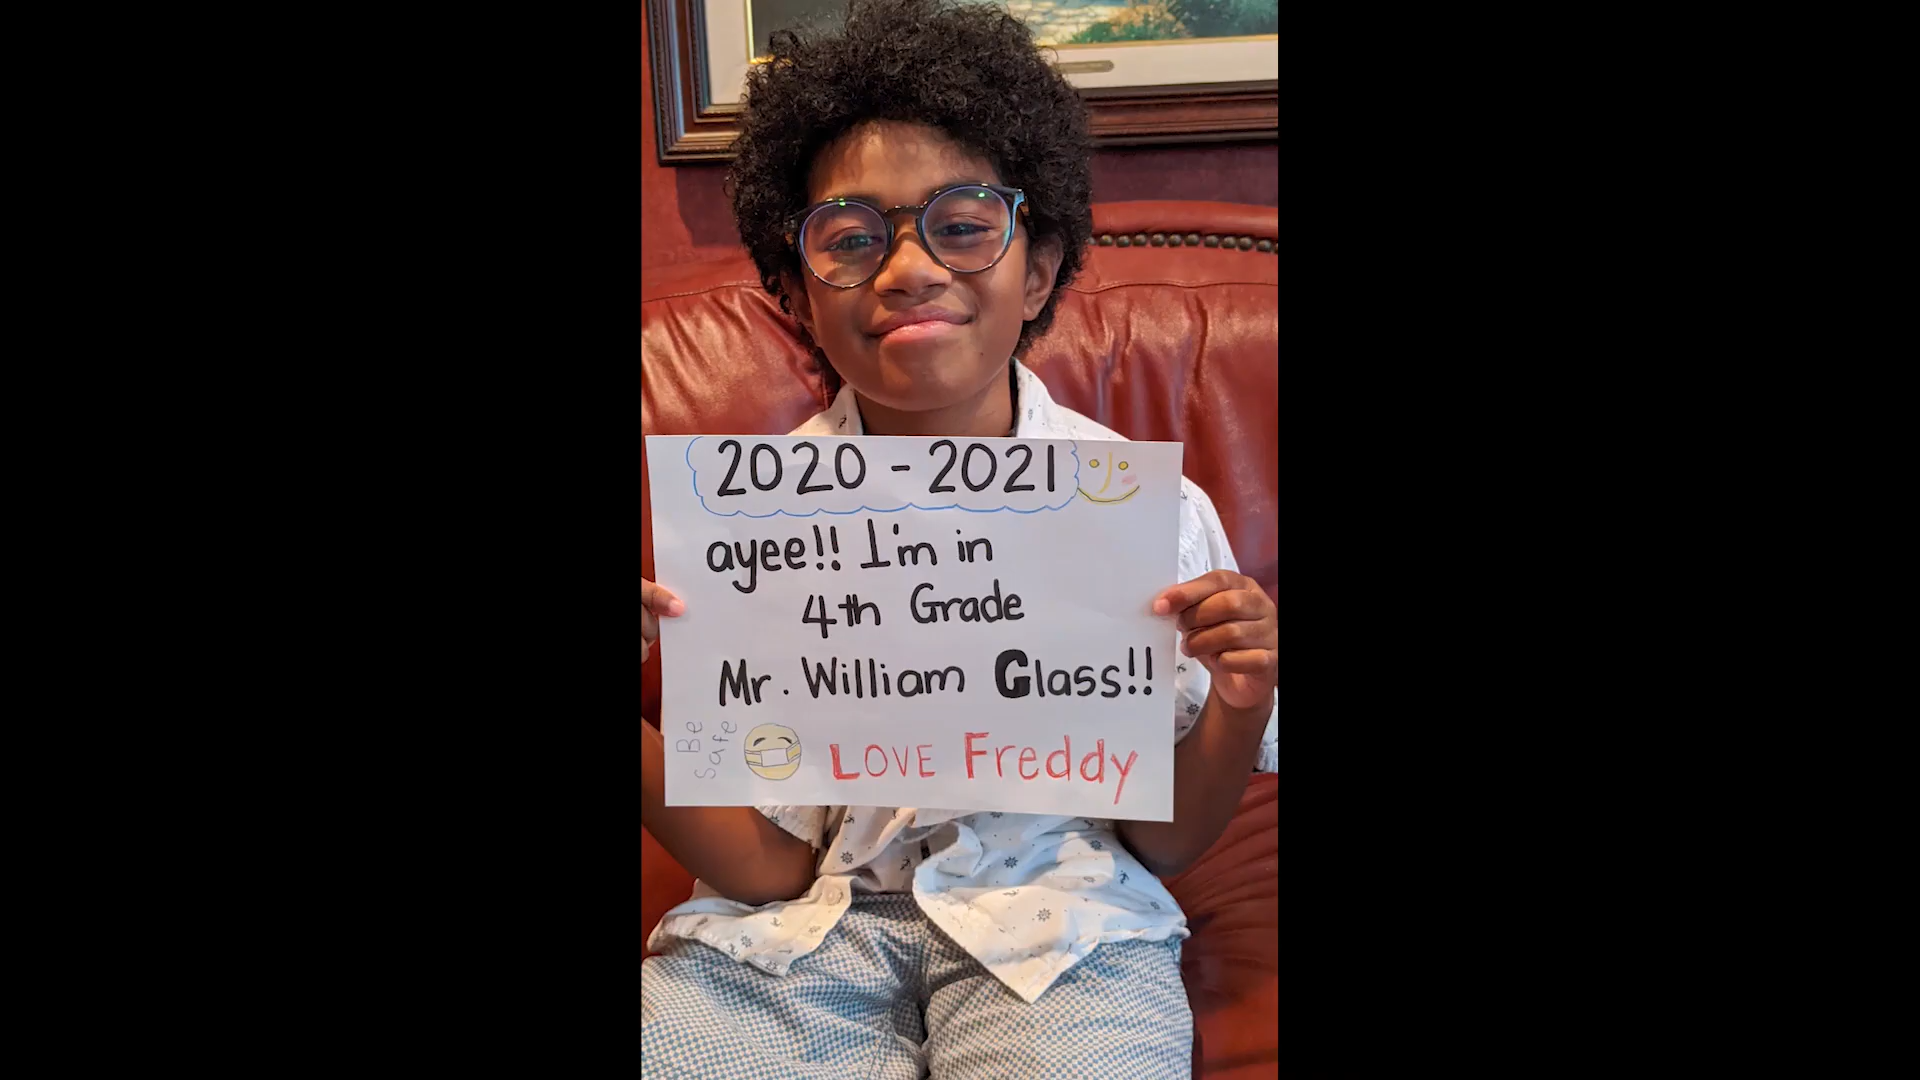 2020 - 2021
ayee!! I'm in
4th Grade
Mr. William Glass!!
Be
Safe
LOVE Freddy